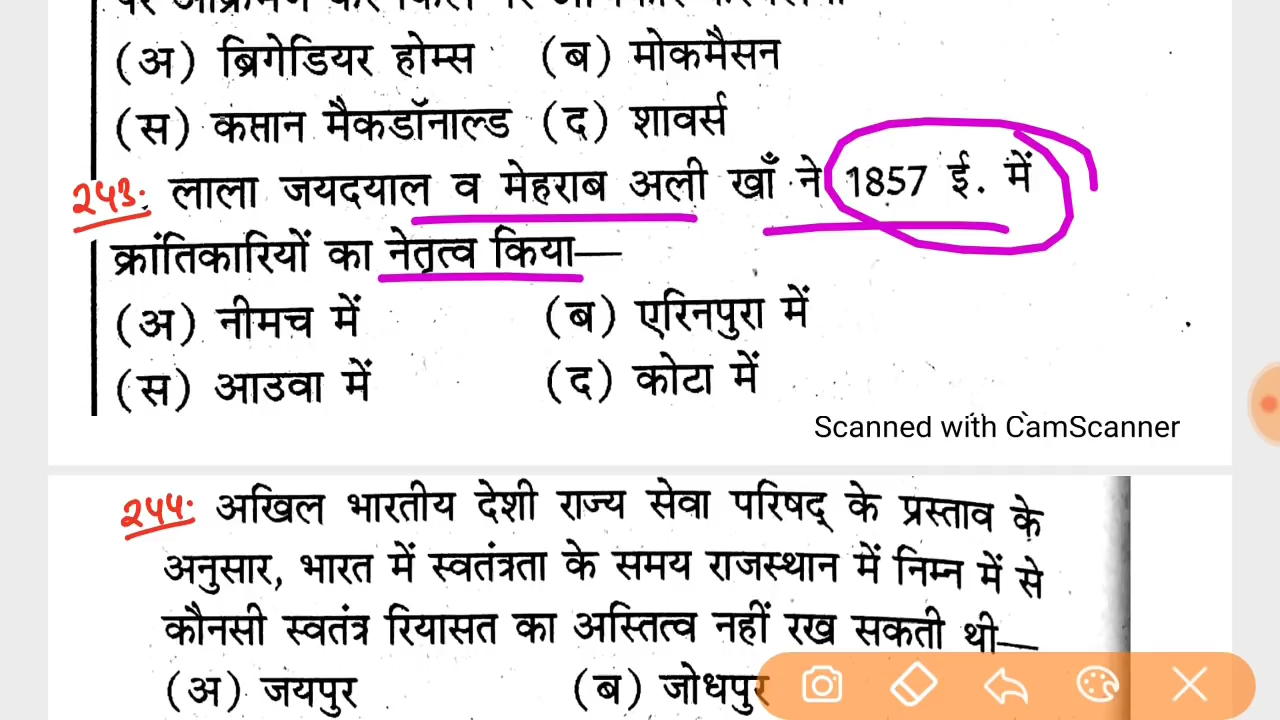 (अ) ब्रिगेडियर होम्स (ब) मोकमैसन
(स) कप्तान मैकडॉनाल्ड (द) शावर्स
२५३. लाला जयदयाल व मेहराब अली खाँ ने 1857 ई. में
क्रांतिकारियों का नेतृत्व किया—
(अ) नीमच में (ब) एरिनपुरा में
(स) आउवा में (द) कोटा में
Scanned with CamScanner
२५५. अखिल भारतीय देशी राज्य सेवा परिषद् के प्रस्ताव के
अनुसार, भारत में स्वतंत्रता के समय राजस्थान में निम्न में से
कौनसी स्वतंत्र रियासत का अस्तित्व नहीं रख सकती थी—
(अ) जयपुर (ब) जोधपुर